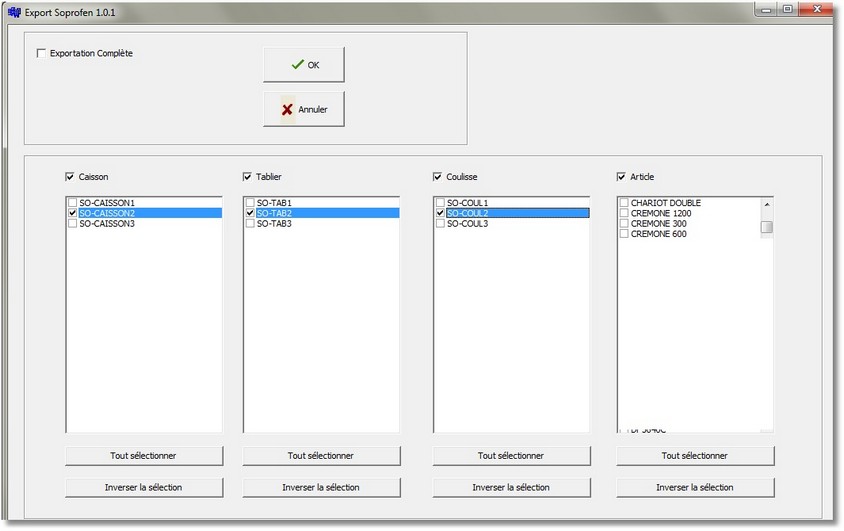 Export Soprofen 1.0.1
Exportation Complète
OK
Annuler
Caisson
SO-CAISSON1
SO-CAISSON2
SO-CAISSON3
Tout sélectionner
Inverser la sélection
Tablier
SO-TAB1
SO-TAB2
SO-TAB3
Tout sélectionner
Inverser la sélection
Coulisse
SO-COUL1
SO-COUL2
SO-COUL3
Tout sélectionner
Inverser la sélection
Article
CHARIOT DOUBLE
CREMONE 1200
CREMONE 300
CREMONE 600
Tout sélectionner
Inverser la sélection